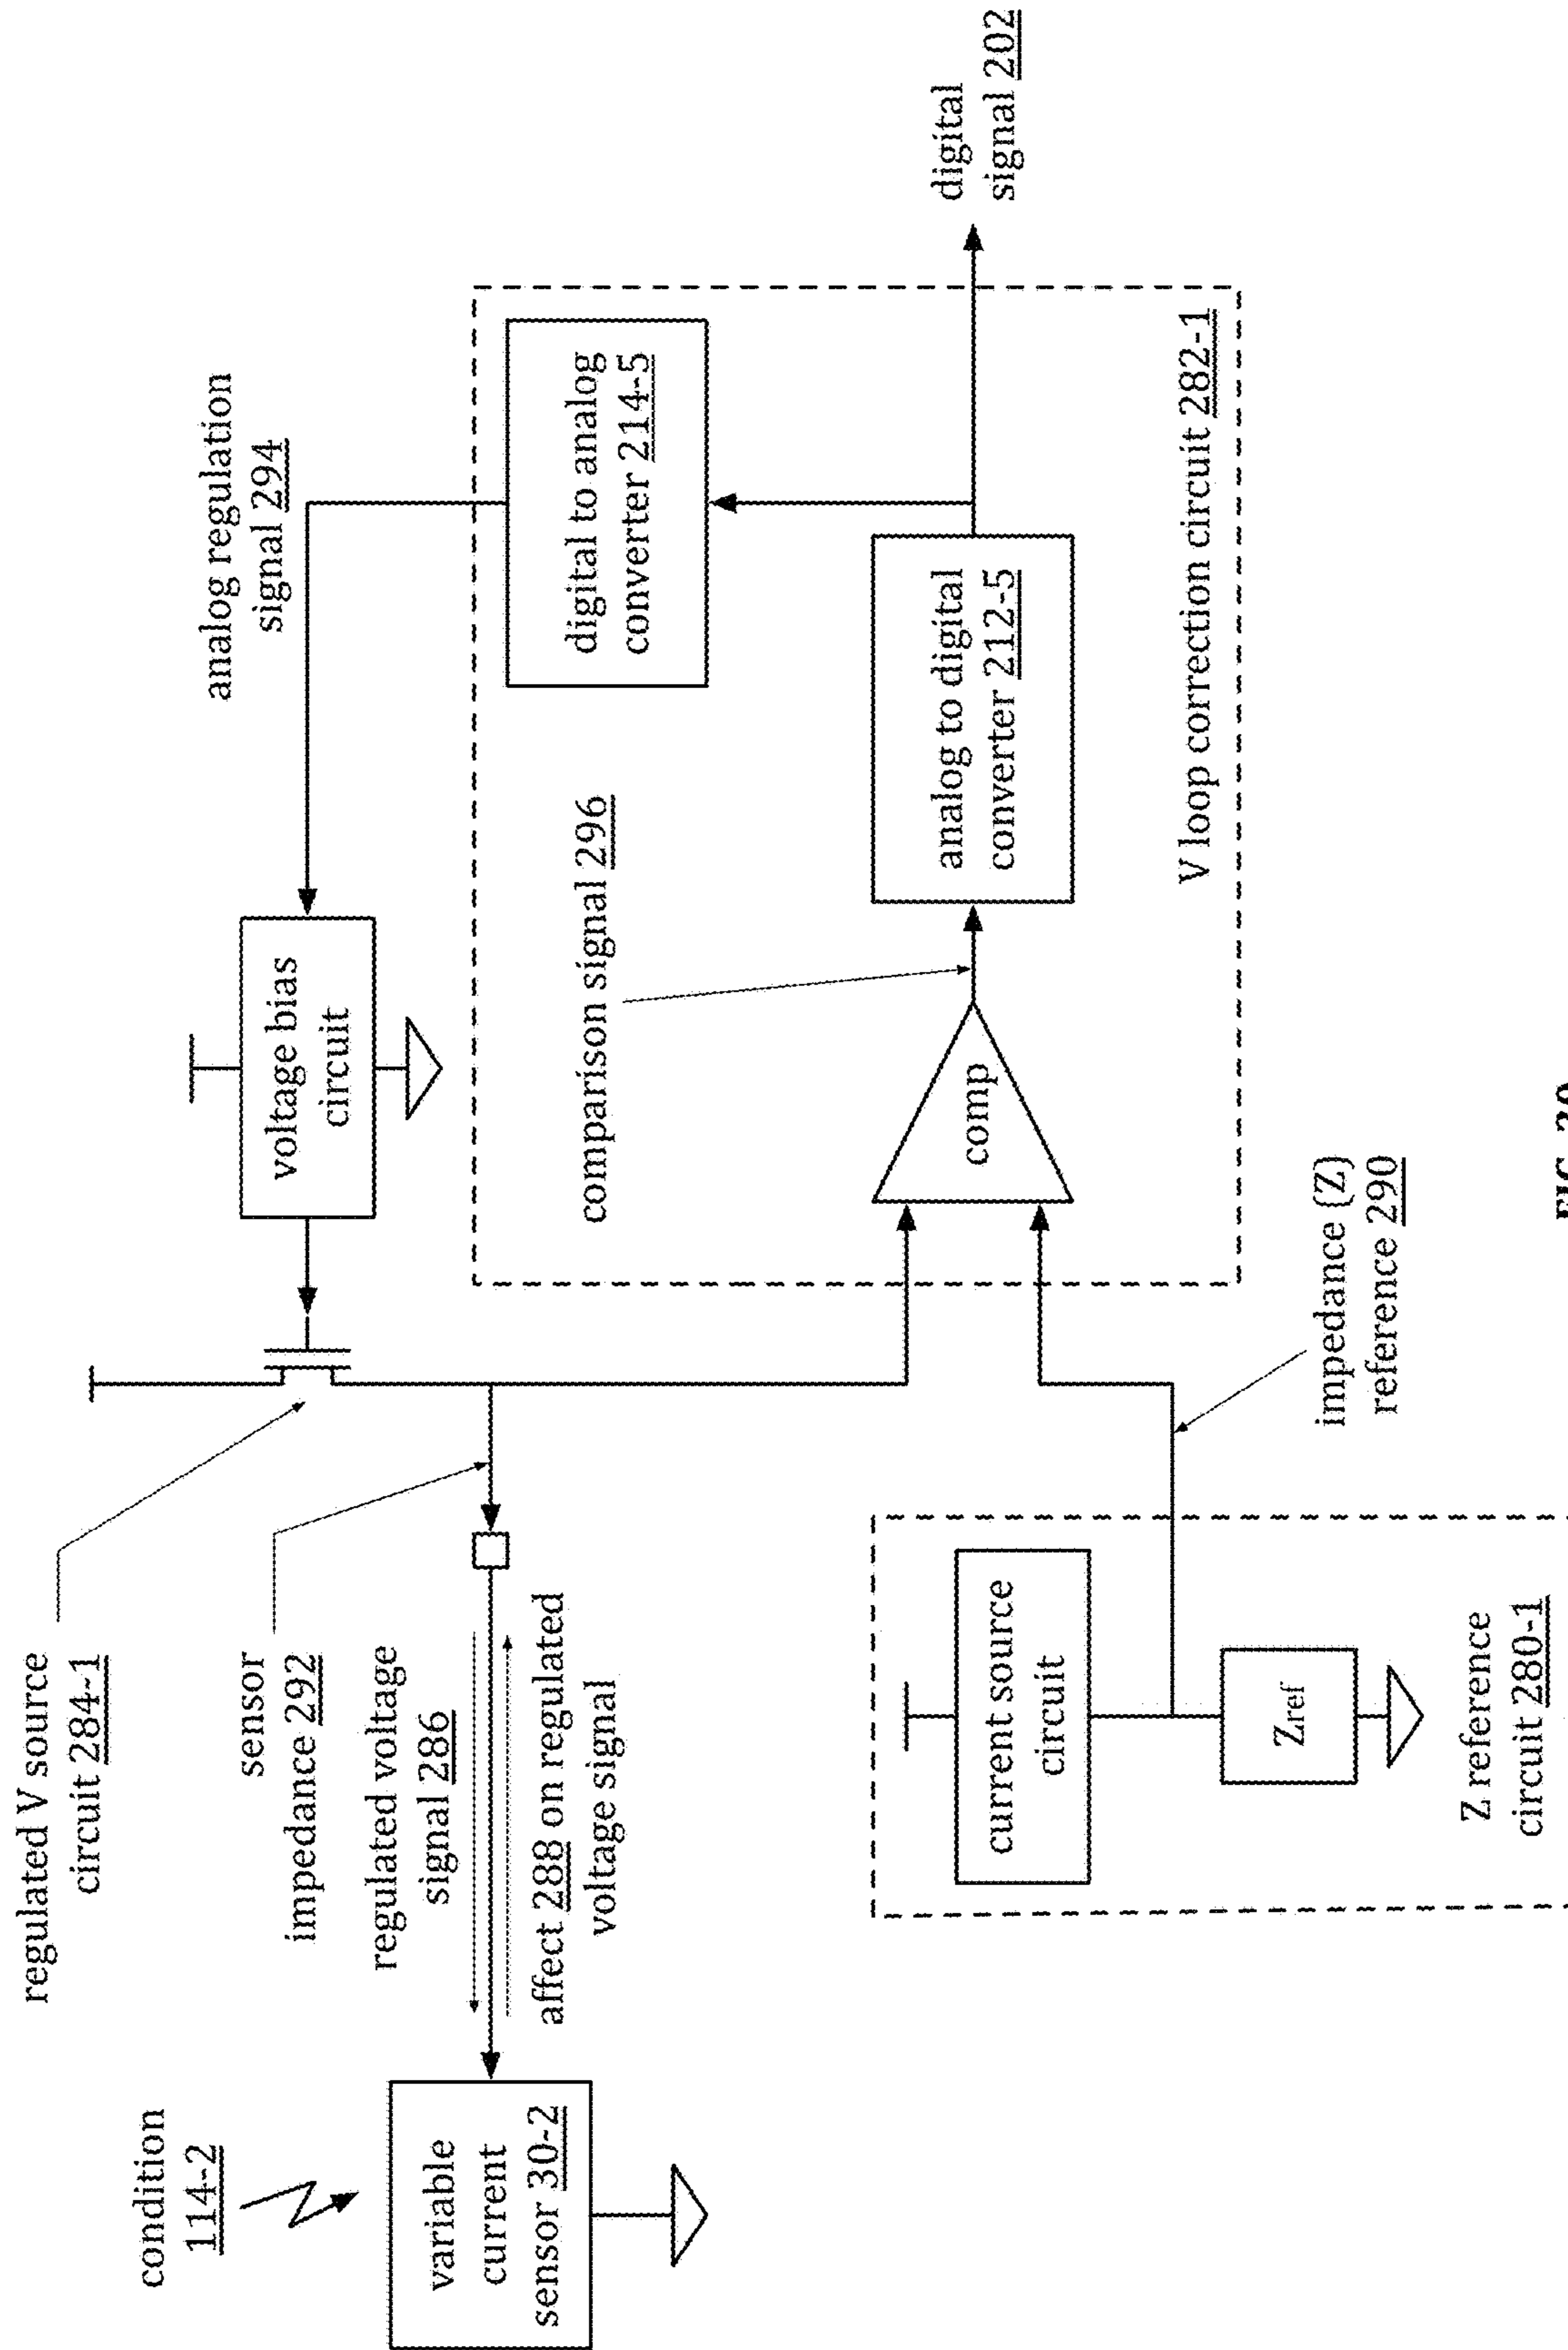 regulated V source
circuit 284-1
condition
114-2
sensor
impedance 292
regulated voltage
signal 286
affect 288 on regulated
voltage signal
variable
current
sensor 30-2
voltage bias
circuit
analog regulation
signal 294
comparison signal 296
digital to analog
converter 214-5
comp
analog to digital
converter 212-5
digital
signal 202
V loop correction circuit 282-1
current source
circuit
Zref
impedance (Z)
reference 290
Z reference
circuit 280-1